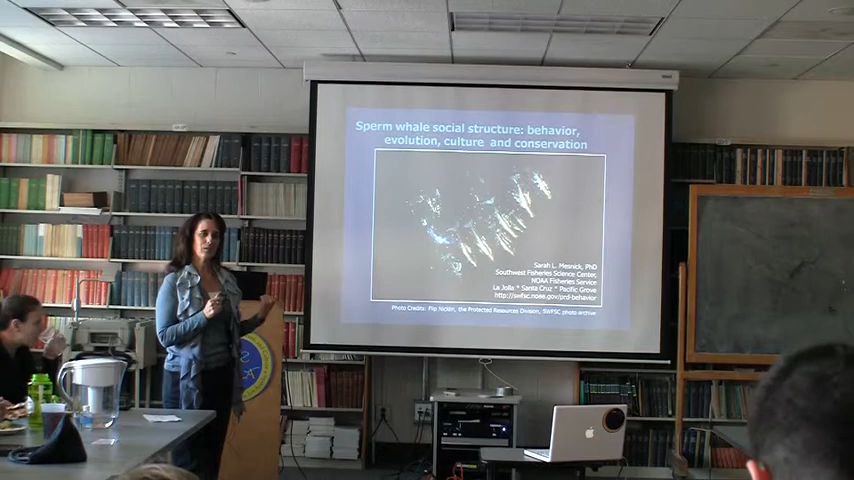 Sperm whale social structure: behavior,
evolution, culture and conservation
Sarah L. Mesnick, PhD
Southwest Fisheries Science Center,
NOAA Fisheries Service
La Jolla * Santa Cruz * Pacific Grove
http://swfsc.noaa.gov/prd-behavior
Photo Credits: Flip Nicklin, the Protected Resources Division, SWFSC photo archive